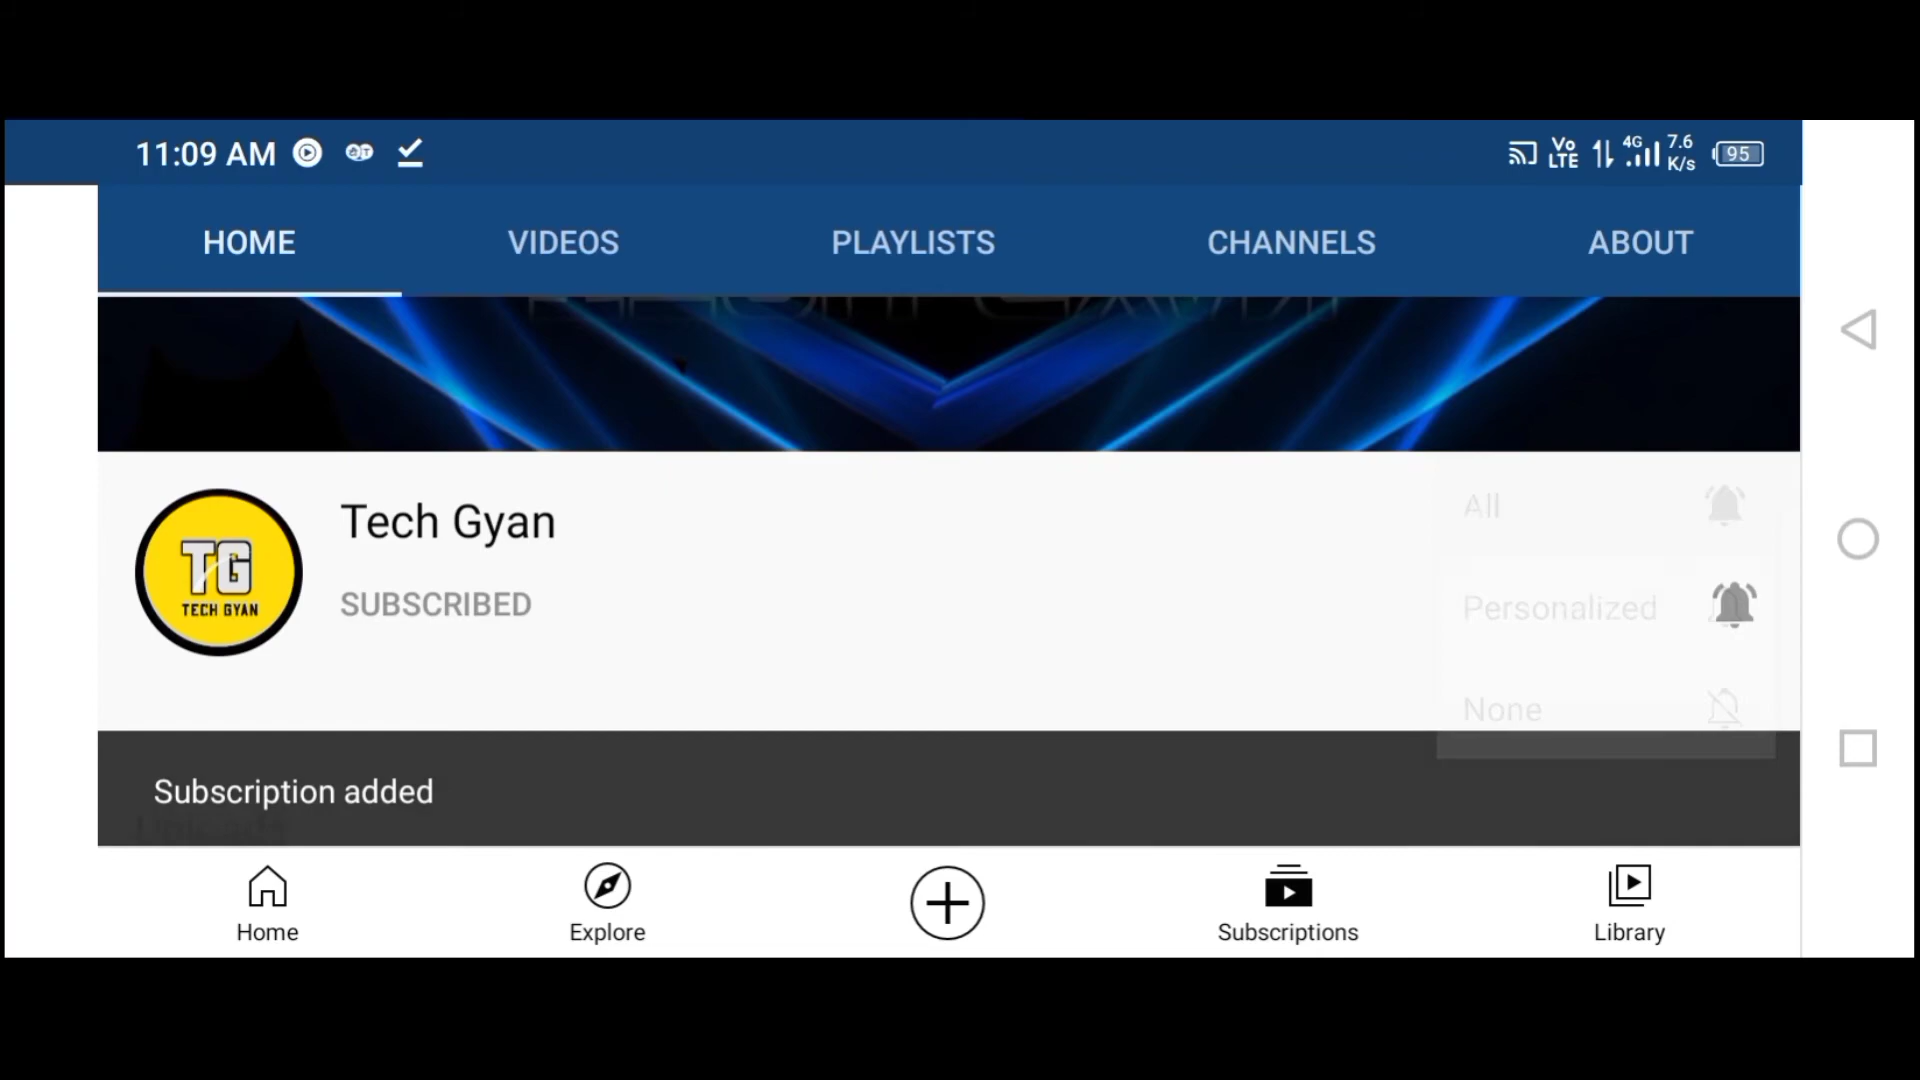 11:09 AM
Vo LTE 4G 7.6 K/s 95
HOME VIDEOS PLAYLISTS CHANNELS ABOUT
TG
TECH GYAN
Tech Gyan
SUBSCRIBED
All
Personalized
None
Subscription added
Home Explore Subscriptions Library